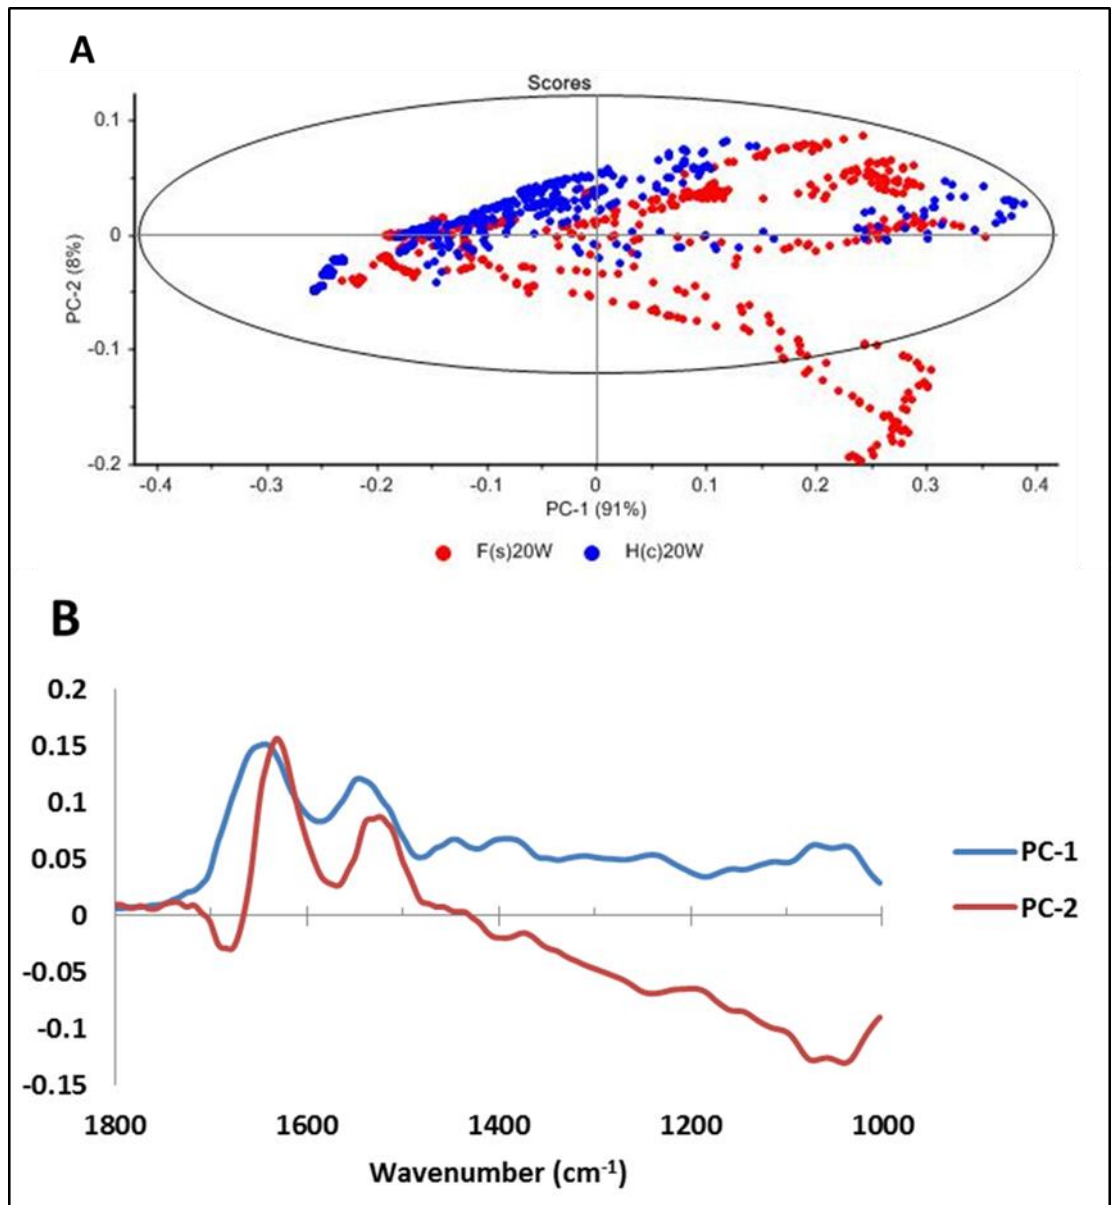 A
Scores
0.1
0
-0.1
-0.2
PC-2 (8%)
-0.4 -0.3 -0.2 -0.1 0 0.1 0.2 0.3 0.4
PC-1 (91%)
F(s)20W H(c)20W
B
0.2
0.15
0.1
0.05
0
-0.05
-0.1
-0.15
PC-1
PC-2
1800 1600 1400 1200 1000
Wavenumber (cm-1)